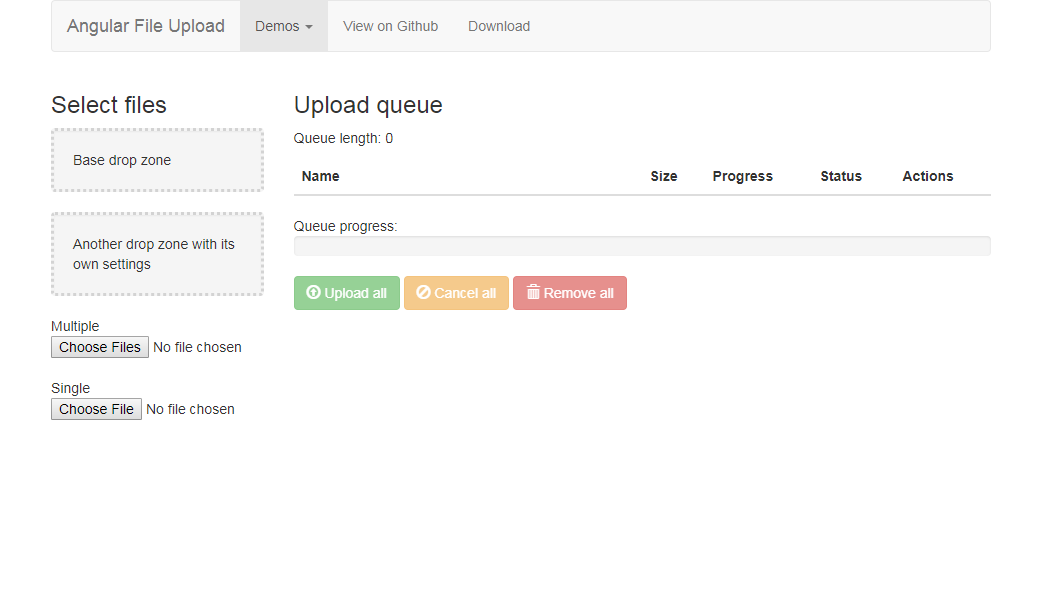 Angular File Upload Demos View on Github Download
Select files
Base drop zone
Another drop zone with its
own settings
Multiple
Choose Files No file chosen
Single
Choose File No file chosen
Upload queue
Queue length: 0
Name Size Progress Status Actions
Queue progress:
Upload all Cancel all Remove all